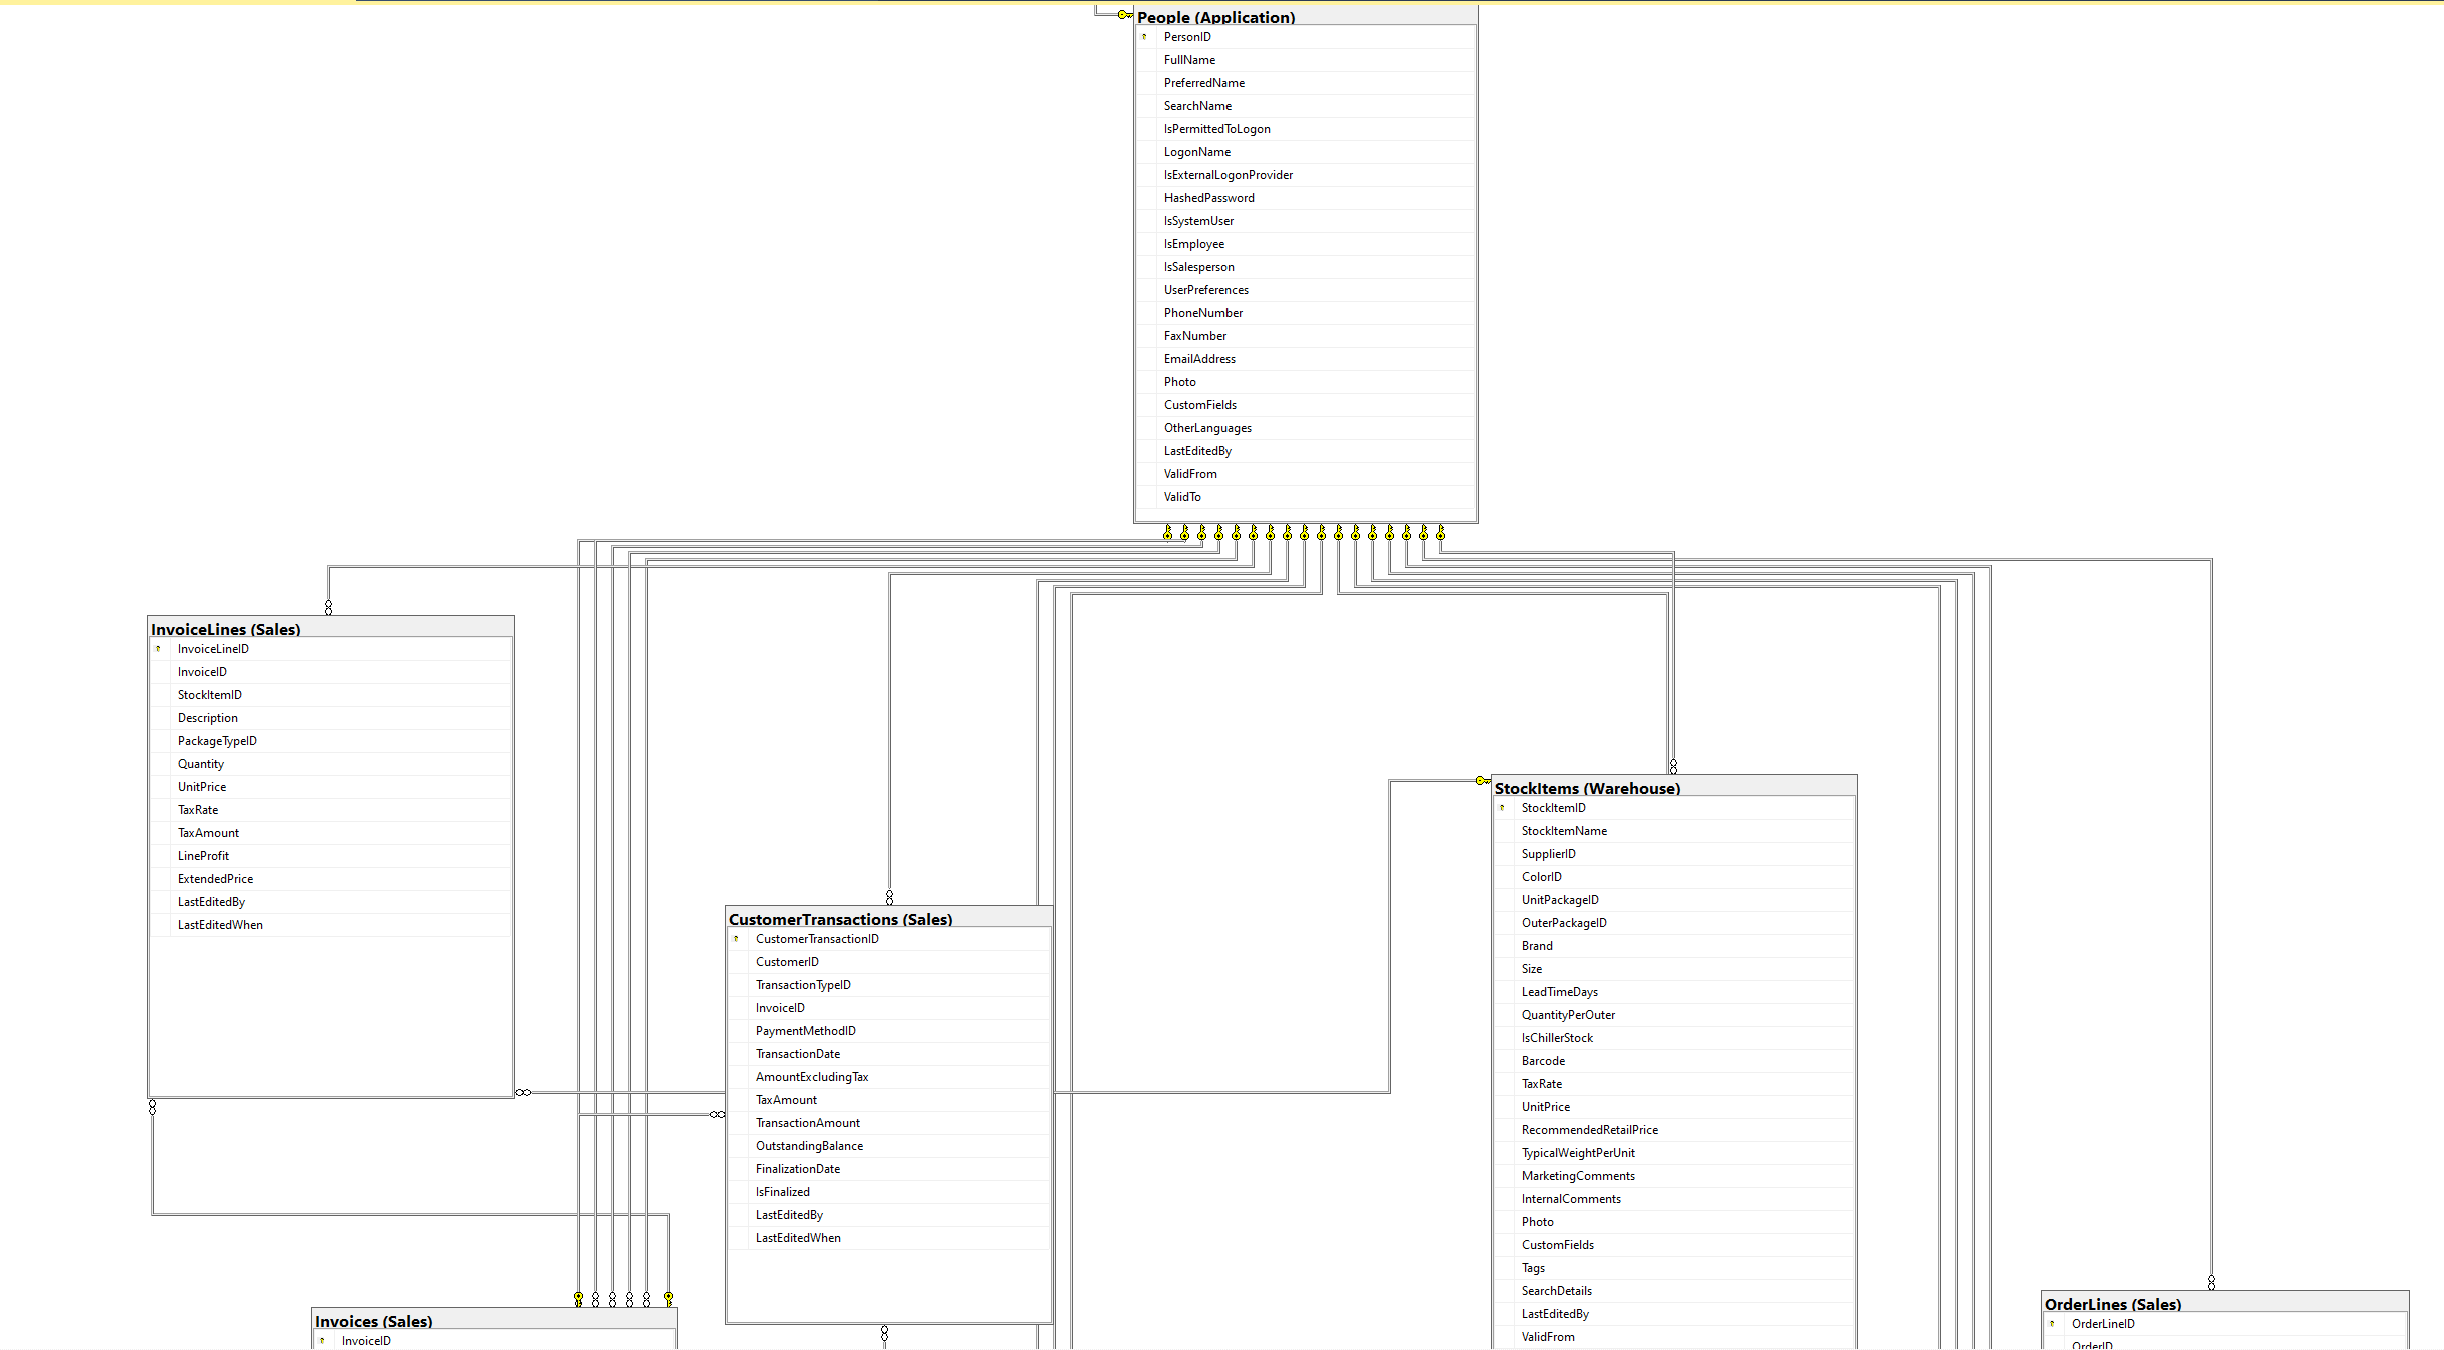 People (Application)
PersonID
FullName
PreferredName
SearchName
IsPermittedToLogon
LogonName
IsExternalLogonProvider
HashedPassword
IsSystemUser
IsEmployee
IsSalesperson
UserPreferences
PhoneNumber
FaxNumber
EmailAddress
Photo
CustomFields
OtherLanguages
LastEditedBy
ValidFrom
ValidTo
InvoiceLines (Sales)
InvoiceLineID
InvoiceID
StockItemID
Description
PackageTypeID
Quantity
UnitPrice
TaxRate
TaxAmount
LineProfit
ExtendedPrice
LastEditedBy
LastEditedWhen
CustomerTransactions (Sales)
CustomerTransactionID
CustomerID
TransactionTypeID
InvoiceID
PaymentMethodID
TransactionDate
AmountExcludingTax
TaxAmount
TransactionAmount
OutstandingBalance
FinalizationDate
IsFinalized
LastEditedBy
LastEditedWhen
StockItems (Warehouse)
StockItemID
StockItemName
SupplierID
ColorID
UnitPackageID
OuterPackageID
Brand
Size
LeadTimeDays
QuantityPerOuter
IsChillerStock
Barcode
TaxRate
UnitPrice
RecommendedRetailPrice
TypicalWeightPerUnit
MarketingComments
InternalComments
Photo
CustomFields
Tags
SearchDetails
LastEditedBy
ValidFrom
Invoices (Sales)
InvoiceID
OrderLines (Sales)
OrderLineID
OrderID